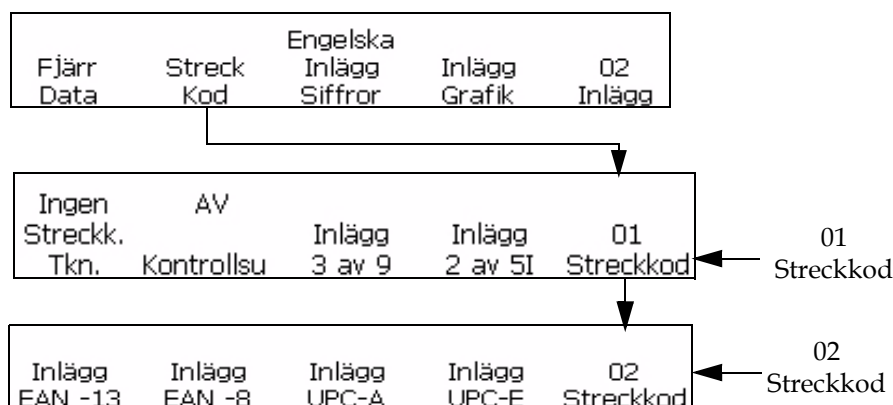 Engelska
Fjärr Streck Inlägg Inlägg 02
Data Kod Siffror Grafik Inlägg
Ingen AV
Streckk. Inlägg Inlägg 01
Tkn. Kontrollsu 3 av 9 2 av 5I Streckkod
01
Streckkod
Inlägg Inlägg Inlägg Inlägg 02
EAN -13 EAN -8 UPC-A UPC-E Streckkod
02
Streckkod